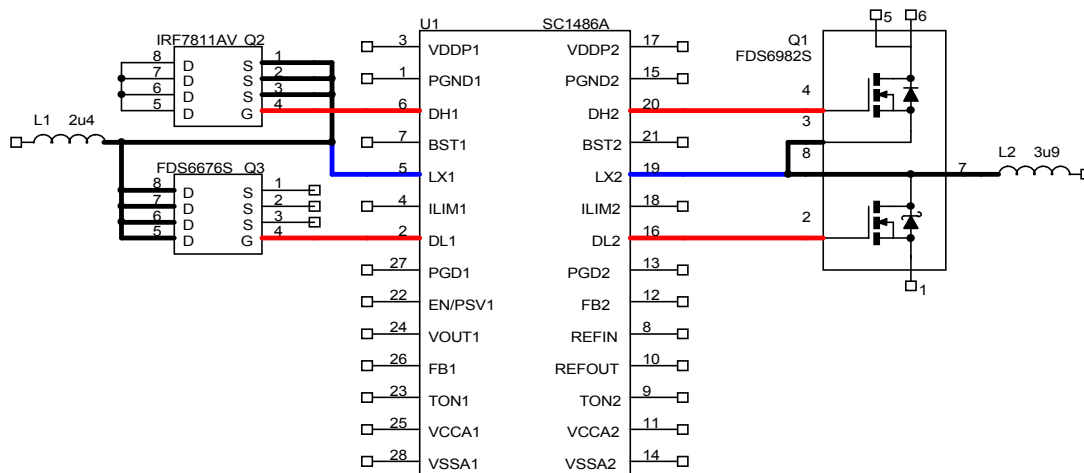 U1 SC1486A
IRF7811AV Q2
8 D S 1
7 D S 2
6 D S 3
5 D G 4
L1 2u4
FDS6676S Q3
8 D S 1
7 D S 2
6 D S 3
5 D G 4
3 VDDP1 VDDP2 17
1 PGND1 PGND2 15
6 DH1 DH2 20
7 BST1 BST2 21
5 LX1 LX2 19
4 ILIM1 ILIM2 18
2 DL1 DL2 16
27 PGD1 PGD2 13
22 EN/PSV1 FB2 12
24 VOUT1 REFIN 8
26 FB1 REFOUT 10
23 TON1 TON2 9
25 VCCA1 VCCA2 11
28 VSSA1 VSSA2 14
5 6
Q1
FDS6982S
4
3
8
7
2
1
L2 3u9